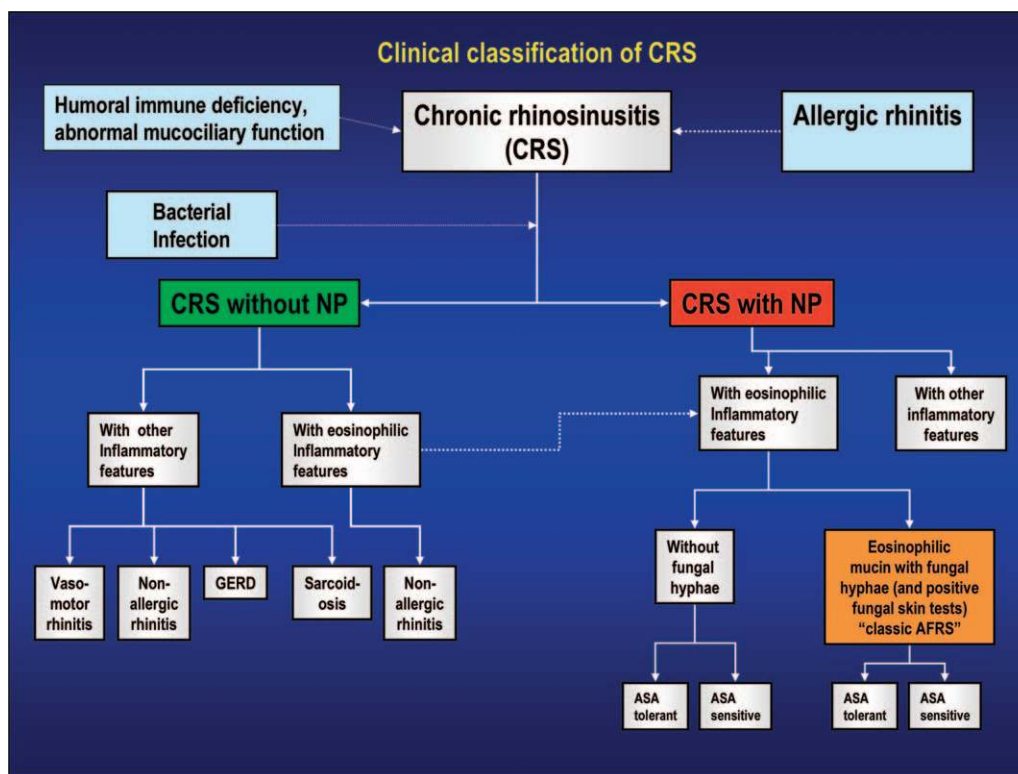 Clinical classification of CRS
Humoral immune deficiency,
abnormal mucociliary function
Chronic rhinosinusitis
(CRS)
Allergic rhinitis
Bacterial
Infection
CRS without NP
CRS with NP
With other
Inflammatory
features
With eosinophilic
Inflammatory
features
With eosinophilic
Inflammatory
features
With other
inflammatory
features
Vaso-
motor
rhinitis
Non-
allergic
rhinitis
GERD
Sarcoid-
osis
Non-
allergic
rhinitis
Without
fungal
hyphae
Eosinophilic
mucin with fungal
hyphae (and positive
fungal skin tests)
“classic AFRS”
ASA
tolerant
ASA
sensitive
ASA
tolerant
ASA
sensitive